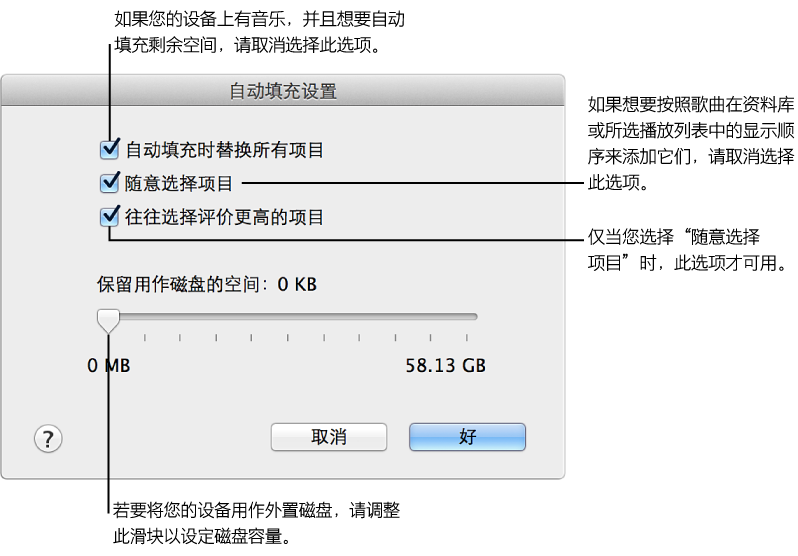 如果您的设备上有音乐，并且想要自动
填充剩余空间，请取消选择此选项。
自动填充设置
如果想要按照歌曲在资料库
或所选播放列表中的显示顺
序来添加它们，请取消选择
此选项。
自动填充时替换所有项目
随意选择项目
往往选择评价更高的项目
仅当您选择“随意选择
项目”时，此选项才可用。
保留用作磁盘的空间：0 KB
0 MB
58.13 GB
?
取消
好
若要将您的设备用作外置磁盘，请调整
此滑块以设定磁盘容量。